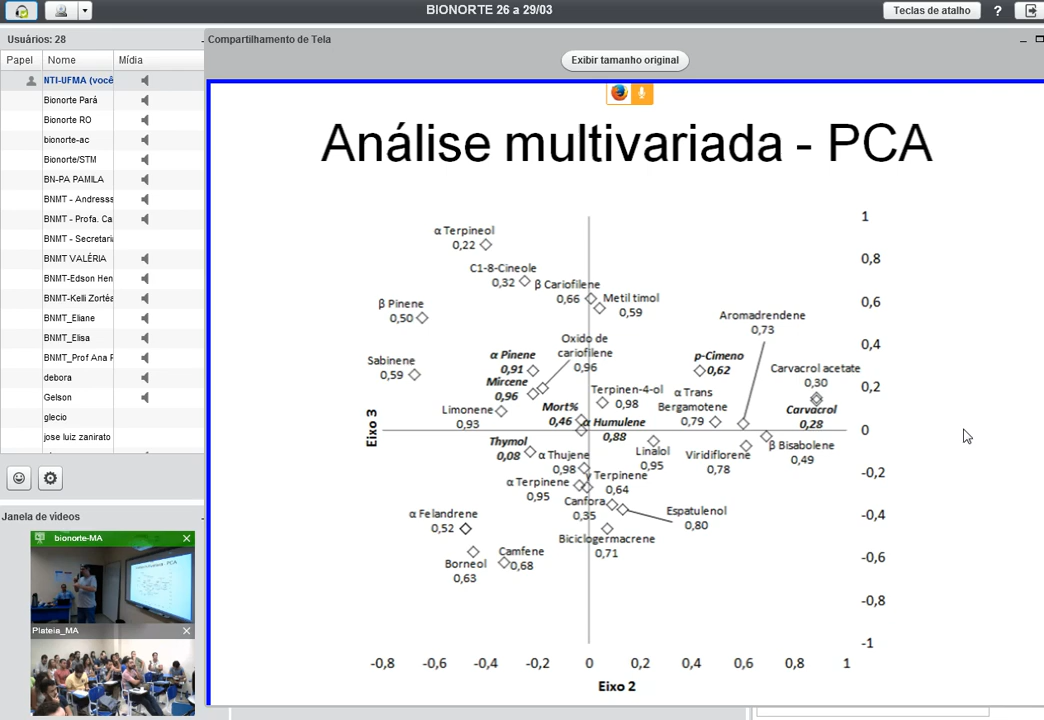 BIONORTE 26 a 29/03
Teclas de atalho
?
Usuários: 28
Compartilhamento de Tela
Papel Nome Mídia
Exibir tamanho original
NTI-UFMA (você
Bionorte Pará
Bionorte RO
bionorte-ac
Bionorte/STM
BN-PA PAMILA
BNMT - Andresss
BNMT - Profa. Ca
BNMT - Secretari
BNMT VALÉRIA
BNMT-Edson Hen
BNMT-Kelli Zortéa
BNMT_Eliane
BNMT_Elisa
BNMT_Prof Ana F
debora
Gelson
glecio
jose luiz zanirato
Janela de videos
bionorte-MA
Plateia_MA
Análise multivariada - PCA
α Terpineol
0,22
C1-8-Cineole
0,32
β Cariofilene
0,66
Metil timol
0,59
β Pinene
0,50
Aromadrendene
0,73
Oxido de
cariofilene
0,96
α Pinene
0,91
p-Cimeno
0,62
Sabinene
0,59
Carvacrol acetate
0,30
Mircene
0,96
Terpinen-4-ol
0,98
α Trans
Bergamotene
0,79
Limonene
0,93
Mort%
0,46
Carvacrol
0,28
α Humulene
0,88
Thymol
0,08
α Thujene
0,98
Linalol
0,95
Viridiflorene
0,78
β Bisabolene
0,49
α Terpinene
0,95
γ Terpinene
0,64
Canfora
0,35
Espatulenol
0,80
α Felandrene
0,52
Biciclogermacrene
0,71
Borneol
0,63
Camfene
0,68
Eixo 3
1
0,8
0,6
0,4
0,2
0
-0,2
-0,4
-0,6
-0,8
-1
-0,8 -0,6 -0,4 -0,2 0 0,2 0,4 0,6 0,8 1
Eixo 2